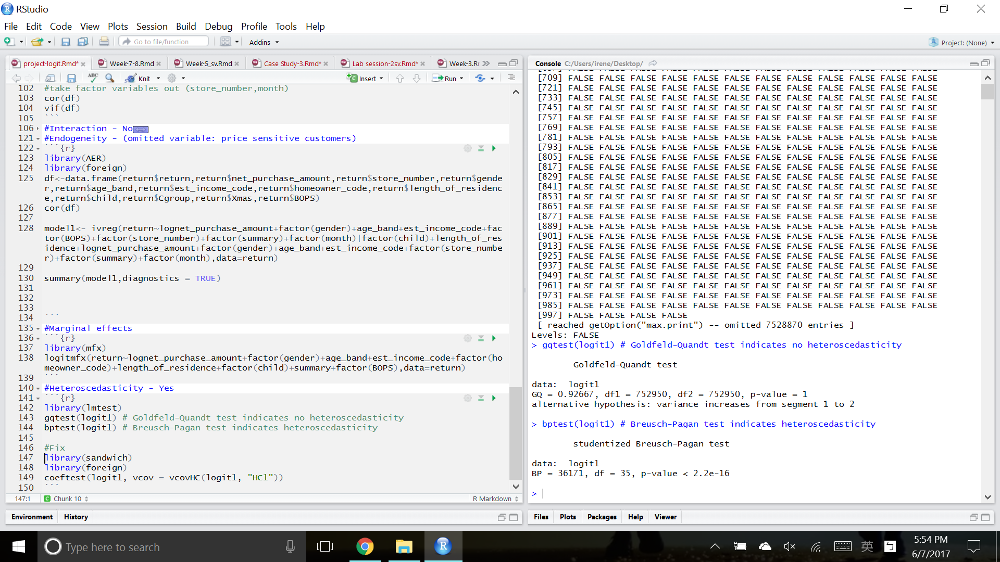 RStudio
File Edit Code View Plots Session Build Debug Profile Tools Help
Go to file/function Addins Project: (None)
project-logit.Rmd* Week-7-8.Rmd Week-5_sv.Rmd Case Study-3.Rmd* Lab session-2sv.Rmd* Week-3.R
ABC Knit Insert Run
102 #take factor variables out (store_number,month)
103 cor(df)
104 vif(df)
105 ```
106 #Interaction - No
121 #Endogeneity - (omitted variable: price sensitive customers)
122 ```{r}
123 library(AER)
124 library(foreign)
125 df<-data.frame(return$return,return$net_purchase_amount,return$store_number,return$gende
r,return$age_band,return$est_income_code,return$homeowner_code,return$length_of_residenc
e,return$child,return$Cgroup,return$Xmas,return$BOPS)
126 cor(df)
127
128 model1<- ivreg(return~lognet_purchase_amount+factor(gender)+age_band+est_income_code+fac
tor(BOPS)+factor(store_number)+factor(summary)+factor(month)|factor(child)+length_of_res
idence+lognet_purchase_amount+factor(gender)+age_band+est_income_code+factor(store_numbe
r)+factor(summary)+factor(month),data=return)
129
130 summary(model1,diagnostics = TRUE)
131
132
133
134 ```
135 #Marginal effects
136 ```{r}
137 library(mfx)
138 logitmfx(return~lognet_purchase_amount+factor(gender)+age_band+est_income_code+factor(ho
meowner_code)+length_of_residence+factor(child)+summary+factor(BOPS),data=return)
139 ```
140 #Heteroscedasticity - Yes
141 ```{r}
142 library(lmtest)
143 gqtest(logit1) # Goldfeld-Quandt test indicates no heteroscedasticity
144 bptest(logit1) # Breusch-Pagan test indicates heteroscedasticity
145
146 #Fix
147 library(sandwich)
148 library(foreign)
149 coeftest(logit1, vcov = vcovHC(logit1, "HC1"))
150 ```
147:1 C Chunk 10 R Markdown
Environment History
Console C:/Users/irene/Desktop/
[709] FALSE FALSE FALSE FALSE FALSE FALSE FALSE FALSE FALSE FALSE FALSE FALSE
[721] FALSE FALSE FALSE FALSE FALSE FALSE FALSE FALSE FALSE FALSE FALSE FALSE
[733] FALSE FALSE FALSE FALSE FALSE FALSE FALSE FALSE FALSE FALSE FALSE FALSE
[745] FALSE FALSE FALSE FALSE FALSE FALSE FALSE FALSE FALSE FALSE FALSE FALSE
[757] FALSE FALSE FALSE FALSE FALSE FALSE FALSE FALSE FALSE FALSE FALSE FALSE
[769] FALSE FALSE FALSE FALSE FALSE FALSE FALSE FALSE FALSE FALSE FALSE FALSE
[781] FALSE FALSE FALSE FALSE FALSE FALSE FALSE FALSE FALSE FALSE FALSE FALSE
[793] FALSE FALSE FALSE FALSE FALSE FALSE FALSE FALSE FALSE FALSE FALSE FALSE
[805] FALSE FALSE FALSE FALSE FALSE FALSE FALSE FALSE FALSE FALSE FALSE FALSE
[817] FALSE FALSE FALSE FALSE FALSE FALSE FALSE FALSE FALSE FALSE FALSE FALSE
[829] FALSE FALSE FALSE FALSE FALSE FALSE FALSE FALSE FALSE FALSE FALSE FALSE
[841] FALSE FALSE FALSE FALSE FALSE FALSE FALSE FALSE FALSE FALSE FALSE FALSE
[853] FALSE FALSE FALSE FALSE FALSE FALSE FALSE FALSE FALSE FALSE FALSE FALSE
[865] FALSE FALSE FALSE FALSE FALSE FALSE FALSE FALSE FALSE FALSE FALSE FALSE
[877] FALSE FALSE FALSE FALSE FALSE FALSE FALSE FALSE FALSE FALSE FALSE FALSE
[889] FALSE FALSE FALSE FALSE FALSE FALSE FALSE FALSE FALSE FALSE FALSE FALSE
[901] FALSE FALSE FALSE FALSE FALSE FALSE FALSE FALSE FALSE FALSE FALSE FALSE
[913] FALSE FALSE FALSE FALSE FALSE FALSE FALSE FALSE FALSE FALSE FALSE FALSE
[925] FALSE FALSE FALSE FALSE FALSE FALSE FALSE FALSE FALSE FALSE FALSE FALSE
[937] FALSE FALSE FALSE FALSE FALSE FALSE FALSE FALSE FALSE FALSE FALSE FALSE
[949] FALSE FALSE FALSE FALSE FALSE FALSE FALSE FALSE FALSE FALSE FALSE FALSE
[961] FALSE FALSE FALSE FALSE FALSE FALSE FALSE FALSE FALSE FALSE FALSE FALSE
[973] FALSE FALSE FALSE FALSE FALSE FALSE FALSE FALSE FALSE FALSE FALSE FALSE
[985] FALSE FALSE FALSE FALSE FALSE FALSE FALSE FALSE FALSE FALSE FALSE FALSE
[997] FALSE FALSE FALSE FALSE
[ reached getOption("max.print") -- omitted 7528870 entries ]
Levels: FALSE
> gqtest(logit1) # Goldfeld-Quandt test indicates no heteroscedasticity
Goldfeld-Quandt test
data: logit1
GQ = 0.92667, df1 = 752950, df2 = 752950, p-value = 1
alternative hypothesis: variance increases from segment 1 to 2
> bptest(logit1) # Breusch-Pagan test indicates heteroscedasticity
studentized Breusch-Pagan test
data: logit1
BP = 36171, df = 35, p-value < 2.2e-16
>
Files Plots Packages Help Viewer
Type here to search
英 ㄅ
5:54 PM
6/7/2017